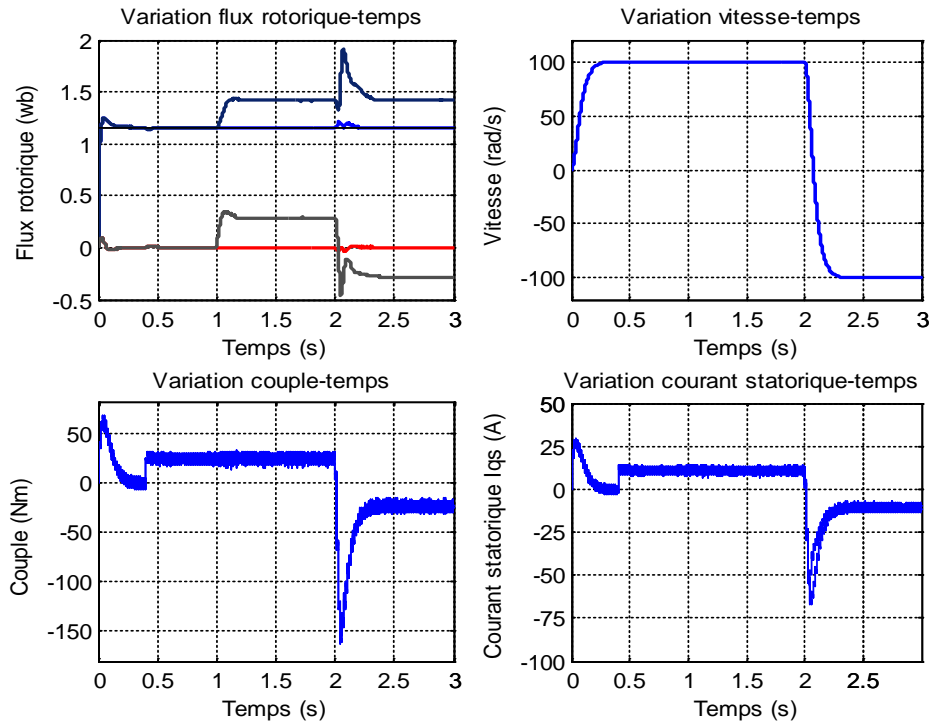 Variation flux rotorique-temps
Flux rotorique (wb)
2
1.5
1
0.5
0
-0.5
0 0.5 1 1.5 2 2.5 3
Temps (s)
Variation vitesse-temps
Vitesse (rad/s)
100
50
0
-50
-100
0 0.5 1 1.5 2 2.5 3
Temps (s)
Variation couple-temps
Couple (Nm)
50
0
-50
-100
-150
0 0.5 1 1.5 2 2.5 3
Temps (s)
Variation courant statorique-temps
Courant statorique Iqs (A)
50
25
0
-25
-50
-75
-100
0 0.5 1 1.5 2 2.5
Temps (s)